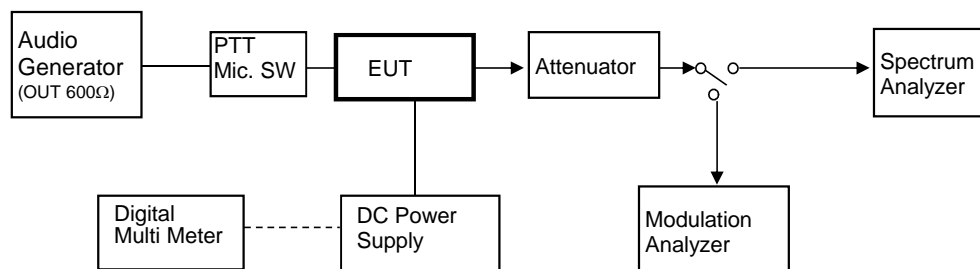 Audio
Generator
(OUT 600Ω)
PTT
Mic. SW
EUT
Attenuator
Spectrum
Analyzer
Digital
Multi Meter
DC Power
Supply
Modulation
Analyzer